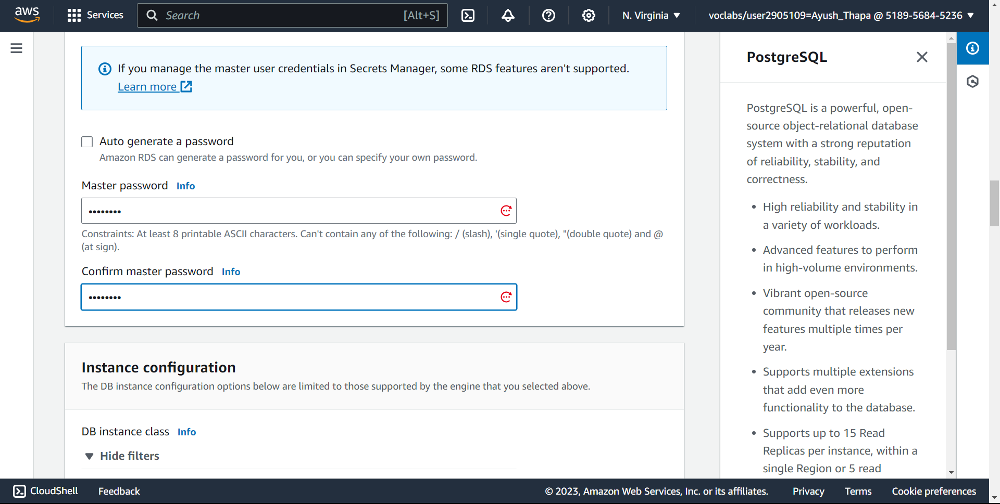 aws
Services
Search
[Alt+S]
N. Virginia
voclabs/user2905109=Ayush_Thapa @ 5189-5684-5236
If you manage the master user credentials in Secrets Manager, some RDS features aren't supported.
Learn more
Auto generate a password
Amazon RDS can generate a password for you, or you can specify your own password.
Master password Info
••••••••
Constraints: At least 8 printable ASCII characters. Can't contain any of the following: / (slash), '(single quote), "(double quote) and @
(at sign).
Confirm master password Info
••••••••
Instance configuration
The DB instance configuration options below are limited to those supported by the engine that you selected above.
DB instance class Info
Hide filters
PostgreSQL
PostgreSQL is a powerful, open-
source object-relational database
system with a strong reputation
of reliability, stability, and
correctness.
• High reliability and stability in
a variety of workloads.
• Advanced features to perform
in high-volume environments.
• Vibrant open-source
community that releases new
features multiple times per
year.
• Supports multiple extensions
that add even more
functionality to the database.
• Supports up to 15 Read
Replicas per instance, within a
single Region or 5 read
CloudShell
Feedback
© 2023, Amazon Web Services, Inc. or its affiliates.
Privacy
Terms
Cookie preferences